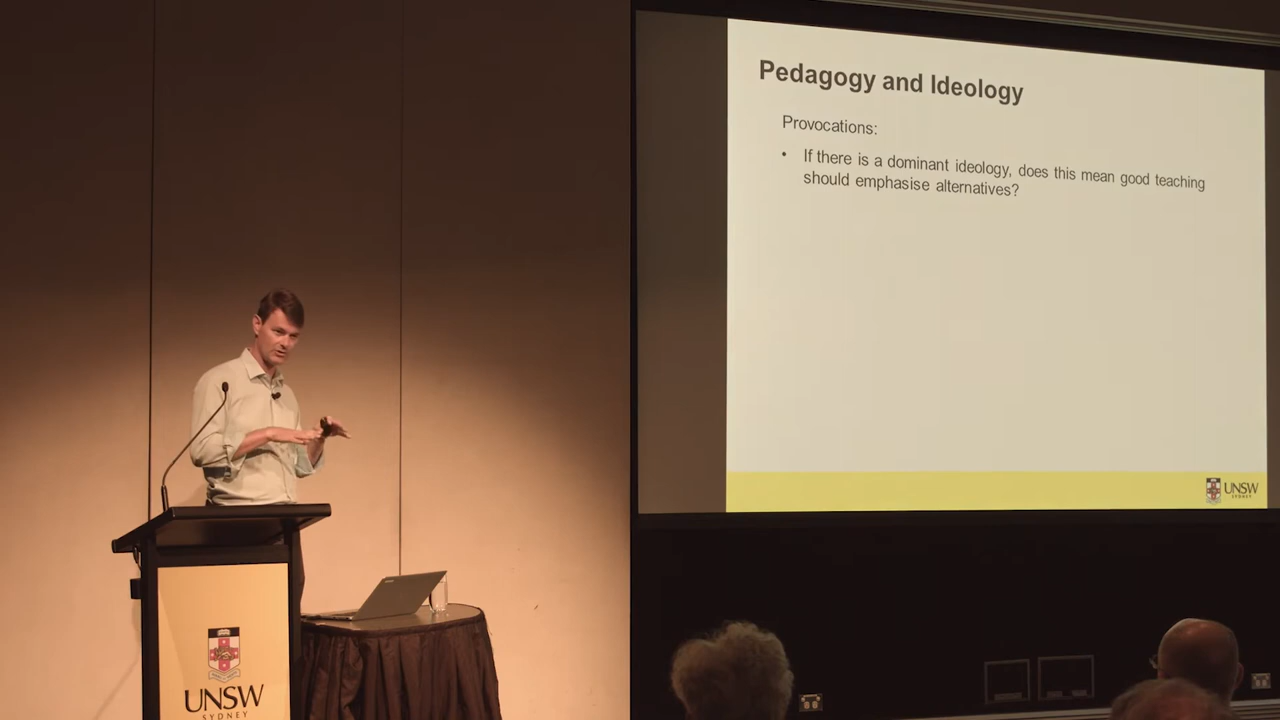 Pedagogy and Ideology
Provocations:
• If there is a dominant ideology, does this mean good teaching
should emphasise alternatives?
UNSW
SYDNEY
UNSW
SYDNEY